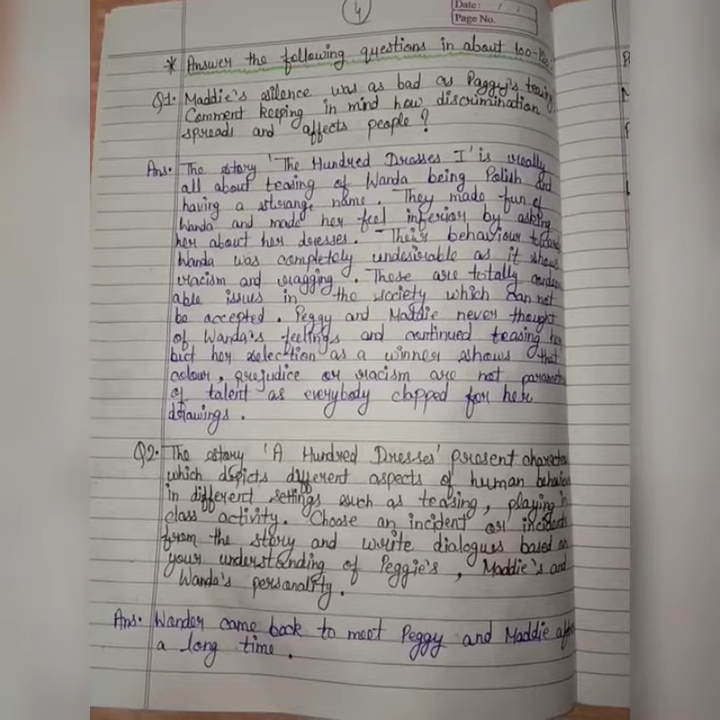 4
Date: / /
Page No.
* Answer the following questions in about 100-
Q1. Maddie's silence was as bad as Paggy's teasing
Comment keeping in mind how discrimination
spreads and affects people?
Ans. The story 'The Hundred Dresses I' is really
all about teasing of Wanda being Polish and
having a strange name. They made fun of
Wanda and made her feel inferior by asking
her about her dresses. Their behaviour
Wanda was completely undesirable as it shows
racism and ragging. These are totally
able issues in the society which can not
be accepted. Peggy and Maddie never thought
of Wanda's feelings and continued teasing her
but her selection as a winner shows that
colour, prejudice or racism are not
of talent as everybody clapped for her
drawings.
Q2. The story 'A Hundred Dresses' present
which depicts different aspects of human
in different settings such as teasing, playing in
class activity. Choose an incident or
from the story and write dialogues based on
your understanding of Peggie's, Maddie's and
Wanda's personality.
Ans. Wander came back to meet Peggy and Maddie
a long time.